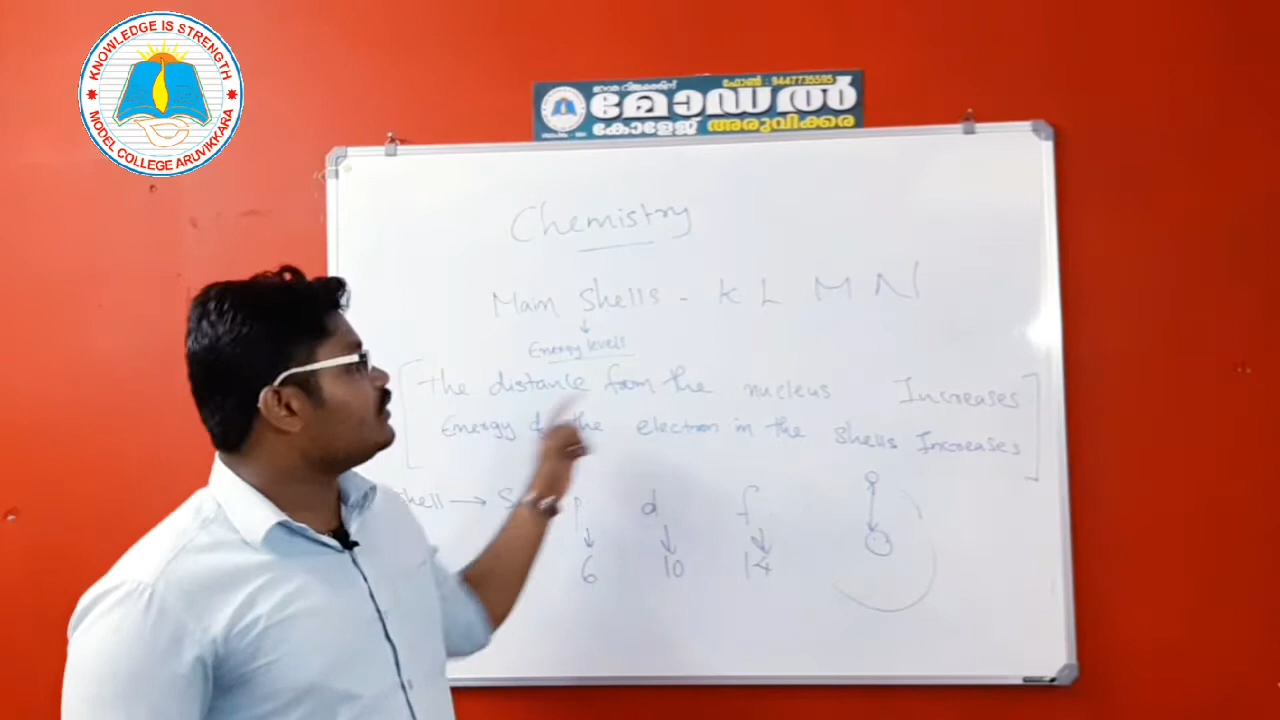 KNOWLEDGE IS STRENGTH
MODEL COLLEGE ARUVIKKARA
ഫോൺ : 9447735595
മോഡൽ
കോളേജ് അരുവിക്കര
Chemistry
Main Shells - K L M N
Energy levels
The distance from the nucleus Increases
Energy of the electron in the shells Increases
shell → S p d f
6 10 14